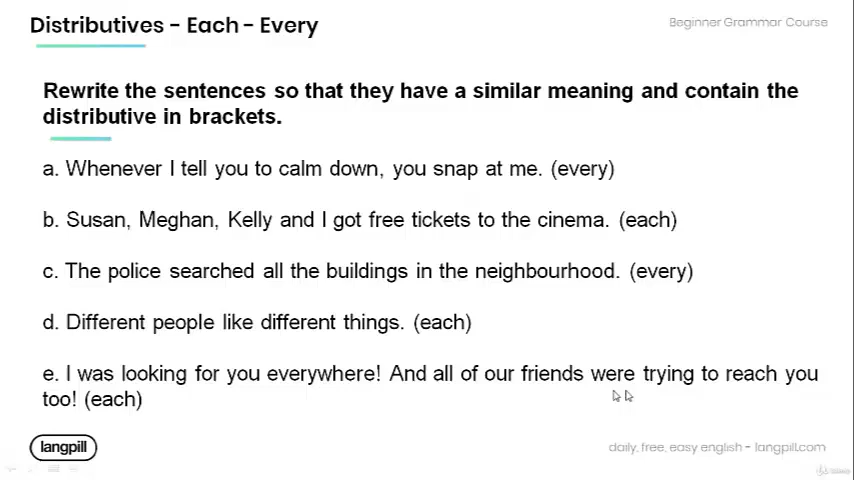 Distributives - Each - Every
Beginner Grammar Course
Rewrite the sentences so that they have a similar meaning and contain the
distributive in brackets.
a. Whenever I tell you to calm down, you snap at me. (every)
b. Susan, Meghan, Kelly and I got free tickets to the cinema. (each)
c. The police searched all the buildings in the neighbourhood. (every)
d. Different people like different things. (each)
e. I was looking for you everywhere! And all of our friends were trying to reach you
too! (each)
langpill
daily, free, easy english - langpill.com
Udemy